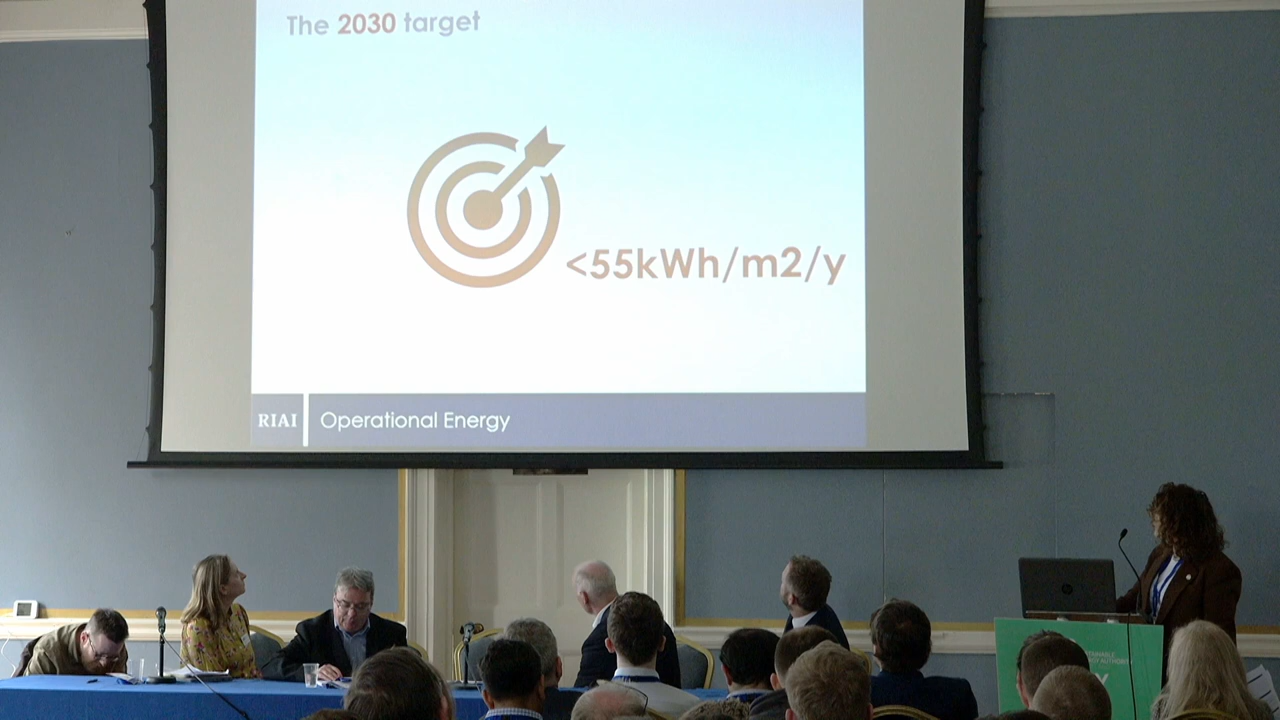 The 2030 target
<55kWh/m2/y
RIAI
Operational Energy